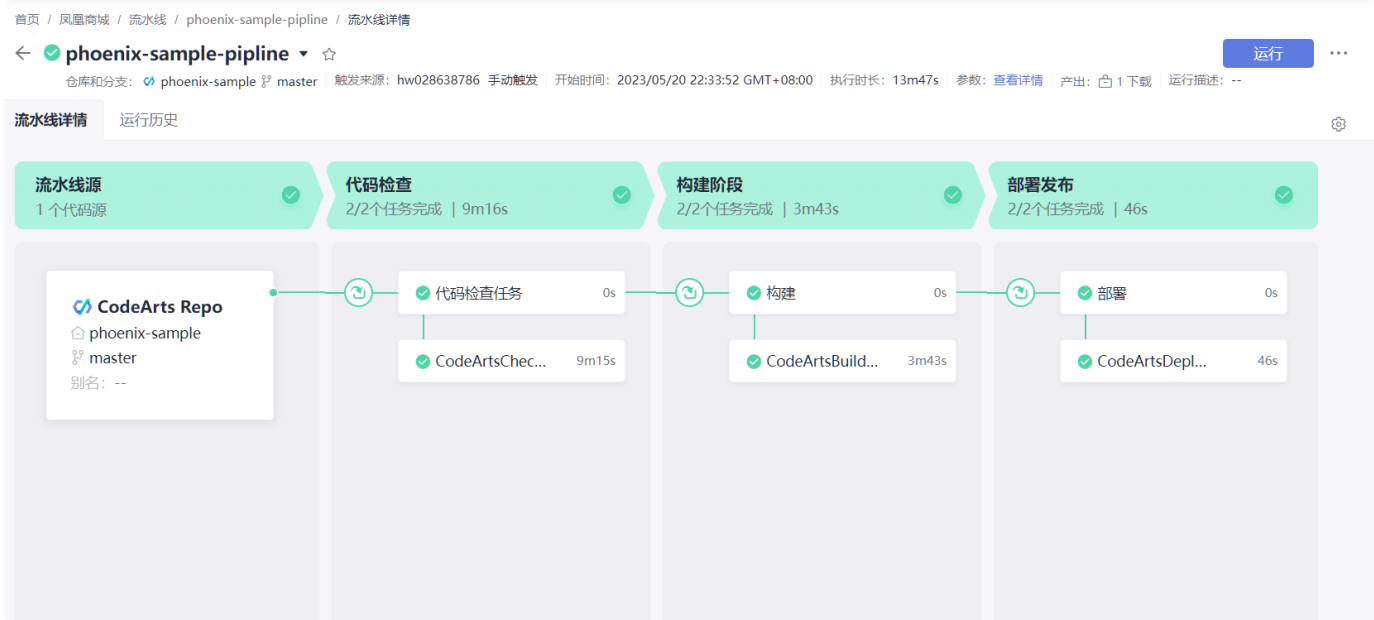 首页 / 凤凰商城 / 流水线 / phoenix-sample-pipline / 流水线详情
phoenix-sample-pipline
运行
仓库和分支： phoenix-sample master 触发来源：hw028638786 手动触发 开始时间：2023/05/20 22:33:52 GMT+08:00 执行时长：13m47s 参数：查看详情 产出： 1 下载 运行描述：--
流水线详情 运行历史
流水线源
1 个代码源
代码检查
2/2个任务完成 | 9m16s
构建阶段
2/2个任务完成 | 3m43s
部署发布
2/2个任务完成 | 46s
CodeArts Repo
phoenix-sample
master
别名：--
代码检查任务 0s
CodeArtsChec... 9m15s
构建 0s
CodeArtsBuild... 3m43s
部署 0s
CodeArtsDepl... 46s